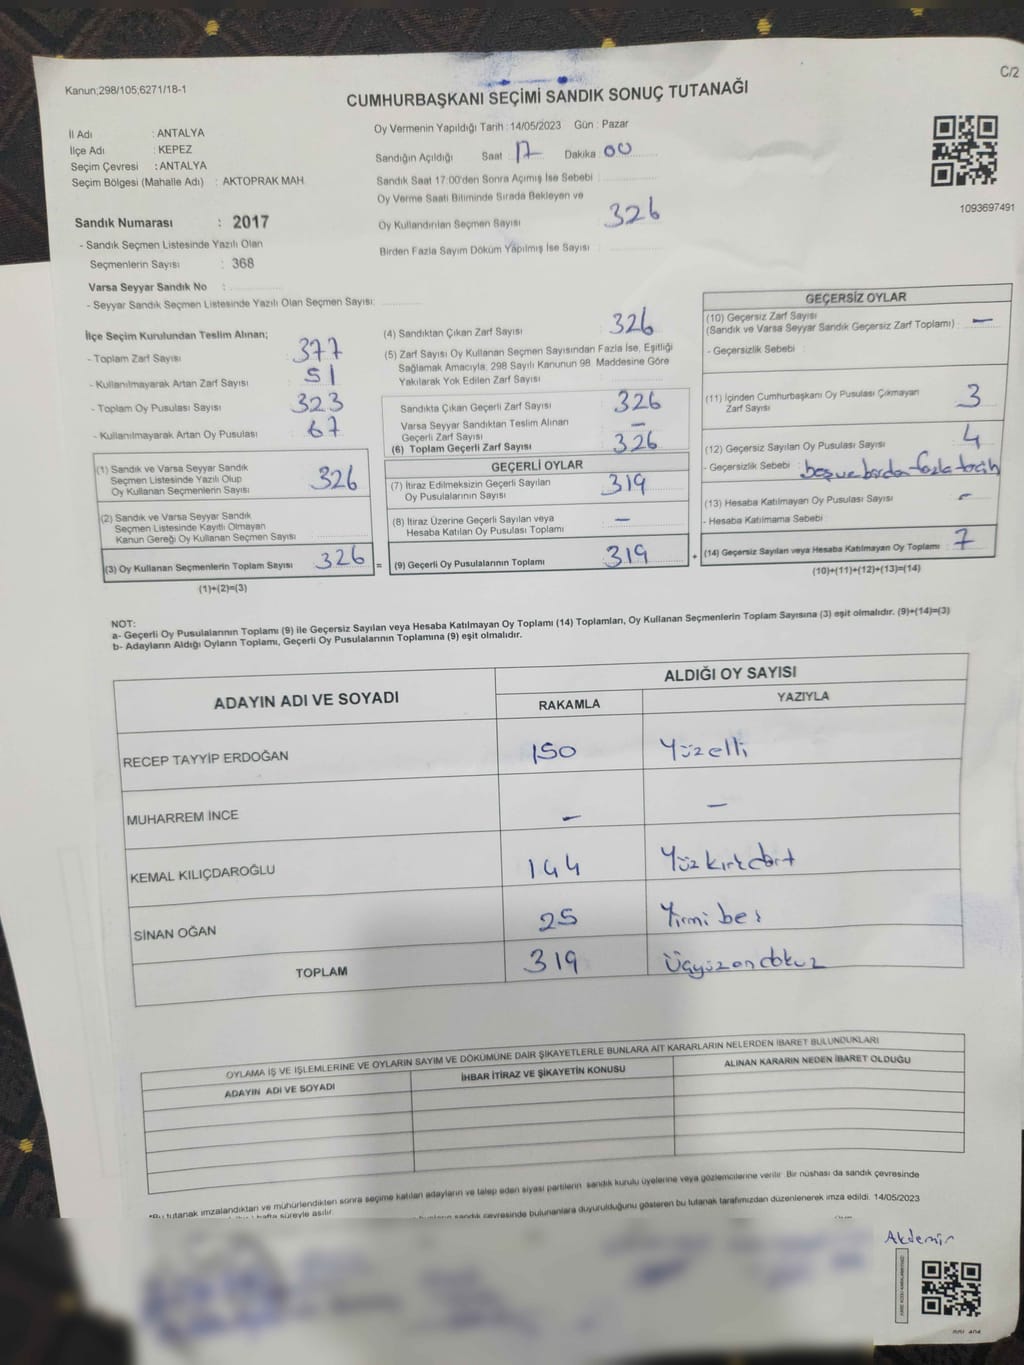 Kanun;298/105;6271/18-1
C/2
CUMHURBAŞKANI SEÇİMİ SANDIK SONUÇ TUTANAĞI
İl Adı : ANTALYA
İlçe Adı : KEPEZ
Seçim Çevresi : ANTALYA
Seçim Bölgesi (Mahalle Adı) : AKTOPRAK MAH.
Oy Vermenin Yapıldığı Tarih : 14/05/2023 Gün : Pazar
Sandığın Açıldığı Saat : 17 Dakika : 00
Sandık Saat 17:00'den Sonra Açımış İse Sebebi :
Oy Verme Saati Bitiminde Sırada Bekleyen ve
Oy Kullandırılan Seçmen Sayısı 326
Birden Fazla Sayım Döküm Yapılmış İse Sayısı :
1093697491
Sandık Numarası : 2017
- Sandık Seçmen Listesinde Yazılı Olan
Seçmenlerin Sayısı : 368
Varsa Seyyar Sandık No :
- Seyyar Sandık Seçmen Listesinde Yazılı Olan Seçmen Sayısı:
İlçe Seçim Kurulundan Teslim Alınan;
- Toplam Zarf Sayısı 377
- Kullanılmayarak Artan Zarf Sayısı 51
- Toplam Oy Pusulası Sayısı 323
- Kullanılmayarak Artan Oy Pusulası 67
(1) Sandık ve Varsa Seyyar Sandık
Seçmen Listesinde Yazılı Olup
Oy Kullanan Seçmenlerin Sayısı 326
(2) Sandık ve Varsa Seyyar Sandık
Seçmen Listesinde Kayıtlı Olmayan
Kanun Gereği Oy Kullanan Seçmen Sayısı
(3) Oy Kullanan Seçmenlerin Toplam Sayısı 326 =
(1)+(2)=(3)
(4) Sandıktan Çıkan Zarf Sayısı 326
(5) Zarf Sayısı Oy Kullanan Seçmen Sayısından Fazla İse, Eşitliği
Sağlamak Amacıyla, 298 Sayılı Kanunun 98. Maddesine Göre
Yakılarak Yok Edilen Zarf Sayısı
Sandıkta Çıkan Geçerli Zarf Sayısı 326
Varsa Seyyar Sandıktan Teslim Alınan
Geçerli Zarf Sayısı –
(6) Toplam Geçerli Zarf Sayısı 326
GEÇERLİ OYLAR
(7) İtiraz Edilmeksizin Geçerli Sayılan
Oy Pusulalarının Sayısı 319
(8) İtiraz Üzerine Geçerli Sayılan veya
Hesaba Katılan Oy Pusulası Toplamı –
(9) Geçerli Oy Pusulalarının Toplamı 319 +
GEÇERSİZ OYLAR
(10) Geçersiz Zarf Sayısı
(Sandık ve Varsa Seyyar Sandık Geçersiz Zarf Toplamı) : –
- Geçersizlik Sebebi :
(11) İçinden Cumhurbaşkanı Oy Pusulası Çıkmayan
Zarf Sayısı 3
(12) Geçersiz Sayılan Oy Pusulası Sayısı 4
- Geçersizlik Sebebi : boş ve birden fazla tercih
(13) Hesaba Katılmayan Oy Pusulası Sayısı –
- Hesaba Katılmama Sebebi
(14) Geçersiz Sayılan veya Hesaba Katılmayan Oy Toplamı 7
(10)+(11)+(12)+(13)=(14)
NOT:
a- Geçerli Oy Pusulalarının Toplamı (9) ile Geçersiz Sayılan veya Hesaba Katılmayan Oy Toplamı (14) Toplamları, Oy Kullanan Seçmenlerin Toplam Sayısına (3) eşit olmalıdır. (9)+(14)=(3)
b- Adayların Aldığı Oyların Toplamı, Geçerli Oy Pusulalarının Toplamına (9) eşit olmalıdır.
ADAYIN ADI VE SOYADI
ALDIĞI OY SAYISI
RAKAMLA YAZIYLA
RECEP TAYYİP ERDOĞAN 150 Yüzelli
MUHARREM İNCE – –
KEMAL KILIÇDAROĞLU 144 Yüz kırk dört
SİNAN OĞAN 25 Yirmi beş
TOPLAM 319 Üçyüz on dokuz
OYLAMA İŞ VE İŞLEMLERİNE VE OYLARIN SAYIM VE DÖKÜMÜNE DAİR ŞİKAYETLERLE BUNLARA AİT KARARLARIN NELERDEN İBARET BULUNDUKLARI
ADAYIN ADI VE SOYADI İHBAR İTİRAZ VE ŞİKAYETİN KONUSU ALINAN KARARIN NEDEN İBARET OLDUĞU
*Bu tutanak imzalandıktan ve mühürlendikten sonra seçime katılan adayların ve talep eden siyasi partilerin sandık kurulu üyelerine veya gözlemcilerine verilir. Bir nüshası da sandık çevresinde
hafta süreyle asılır.
sandık çevresinde bulunanlara duyurulduğunu gösteren bu tutanak tarafımızdan düzenlenerek imza edildi. 14/05/2023
Akdemir